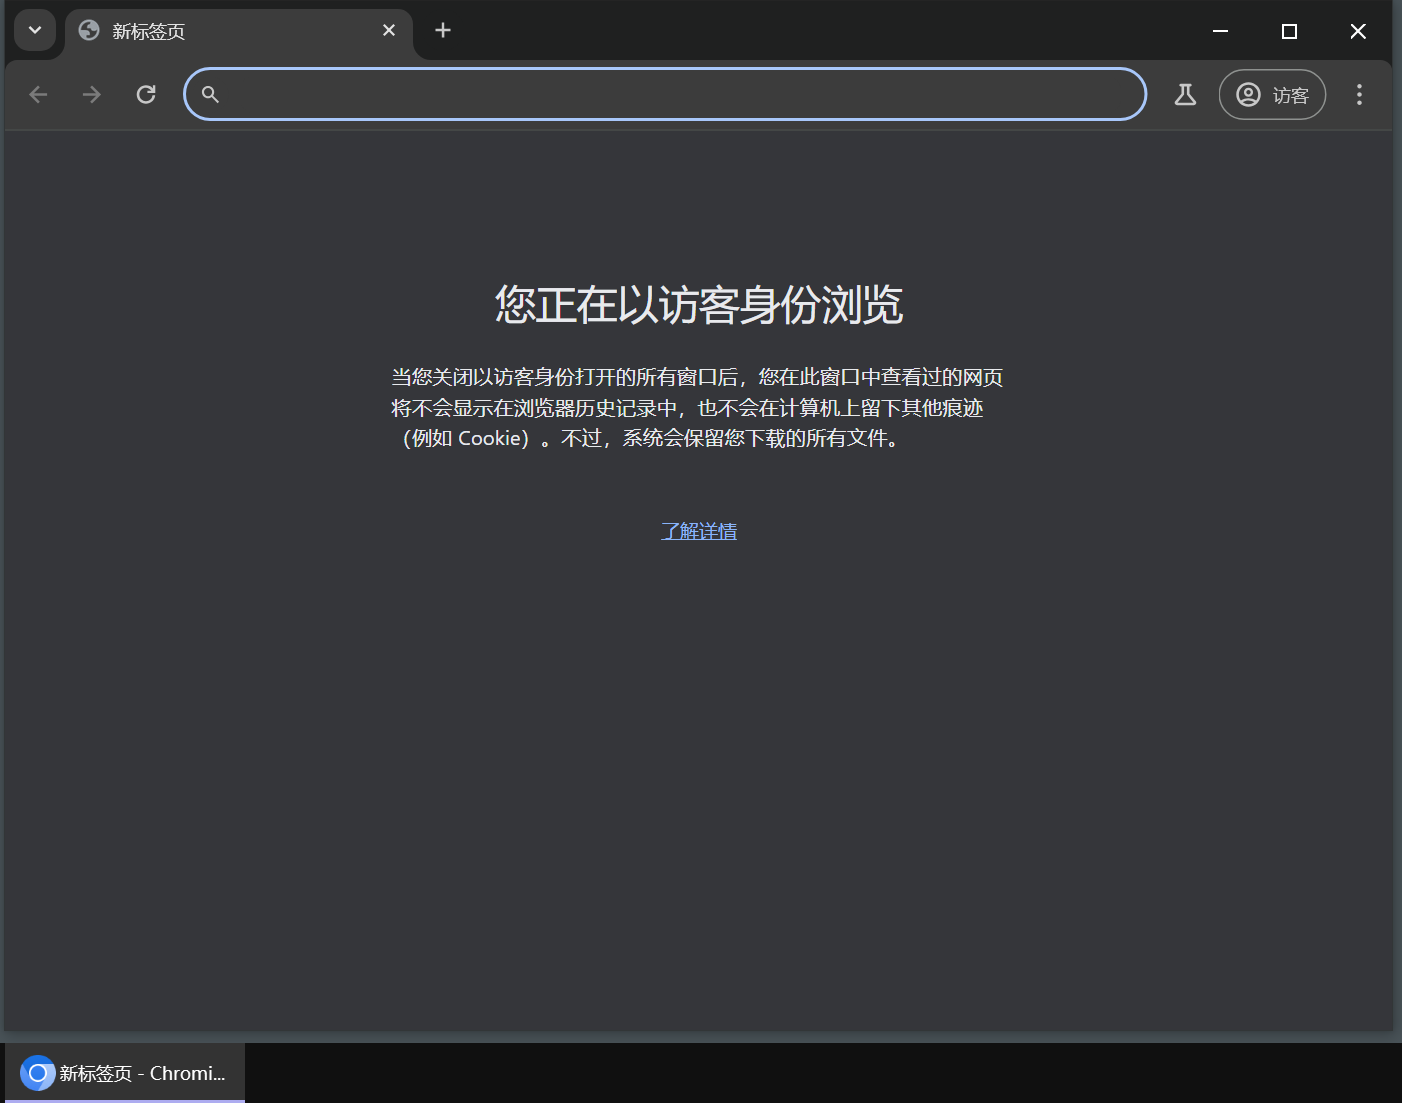 新标签页
访客
您正在以访客身份浏览
当您关闭以访客身份打开的所有窗口后，您在此窗口中查看过的网页
将不会显示在浏览器历史记录中，也不会在计算机上留下其他痕迹
（例如 Cookie）。不过，系统会保留您下载的所有文件。
了解详情
新标签页 - Chromi...